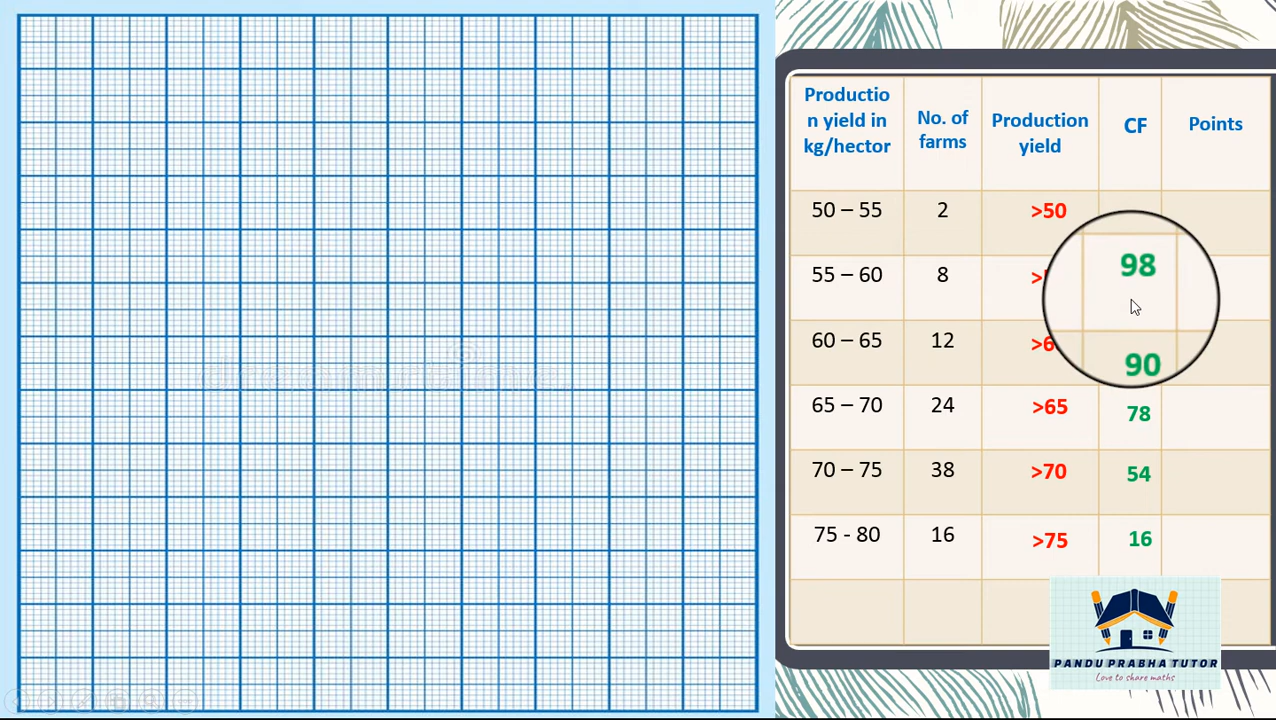 Productio
n yield in
kg/hector
No. of
farms
Production
yield
CF
Points
50 – 55
2
>50
55 – 60
8
98
60 – 65
12
90
65 – 70
24
>65
78
70 – 75
38
>70
54
75 - 80
16
>75
16
PANDU PRABHA TUTOR
Love to share maths